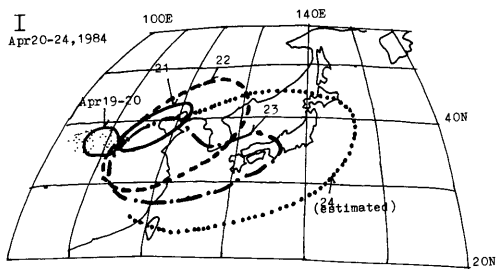 I
Apr20-24,1984
100E
140E
21
22
Apr19-20
23
40N
24
(estimated)
20N